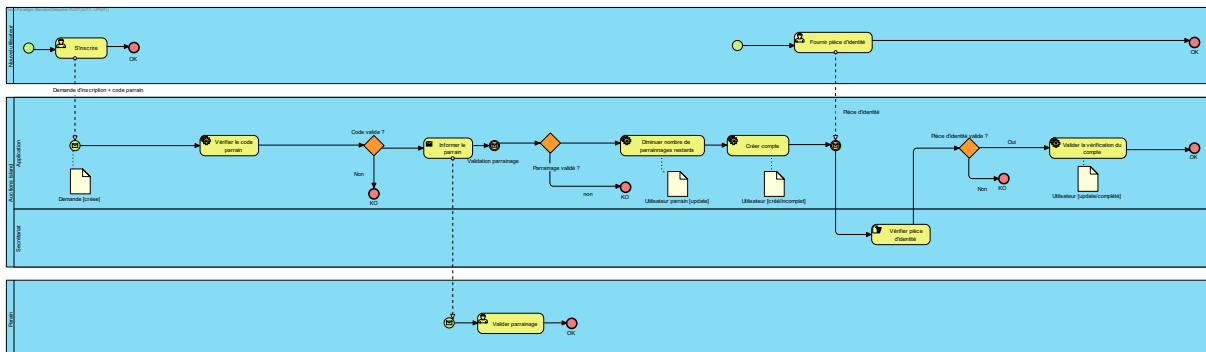 Nouvel utilisateur
S'inscrire
OK
Fournir pièce d'identité
OK
Demande d'inscription + code parrain
Pièce d'identité
Auctions Island
Application
Vérifier le code
parrain
Code valide ?
Non
KO
Informer le
parrain
Validation parrainage
Parrainage validé ?
non
KO
Diminuer nombre de
parrainnages restants
Créer compte
Pièce d'identité valide ?
Oui
Non
KO
Valider la vérification du
compte
OK
Demande [créee]
Utilisateur parrain [update]
Utilisateur [créé/incomplet]
Utilisateur [update/complété]
Secrétariat
Vérifier pièce
d'identité
Parrain
Valider parrainage
OK